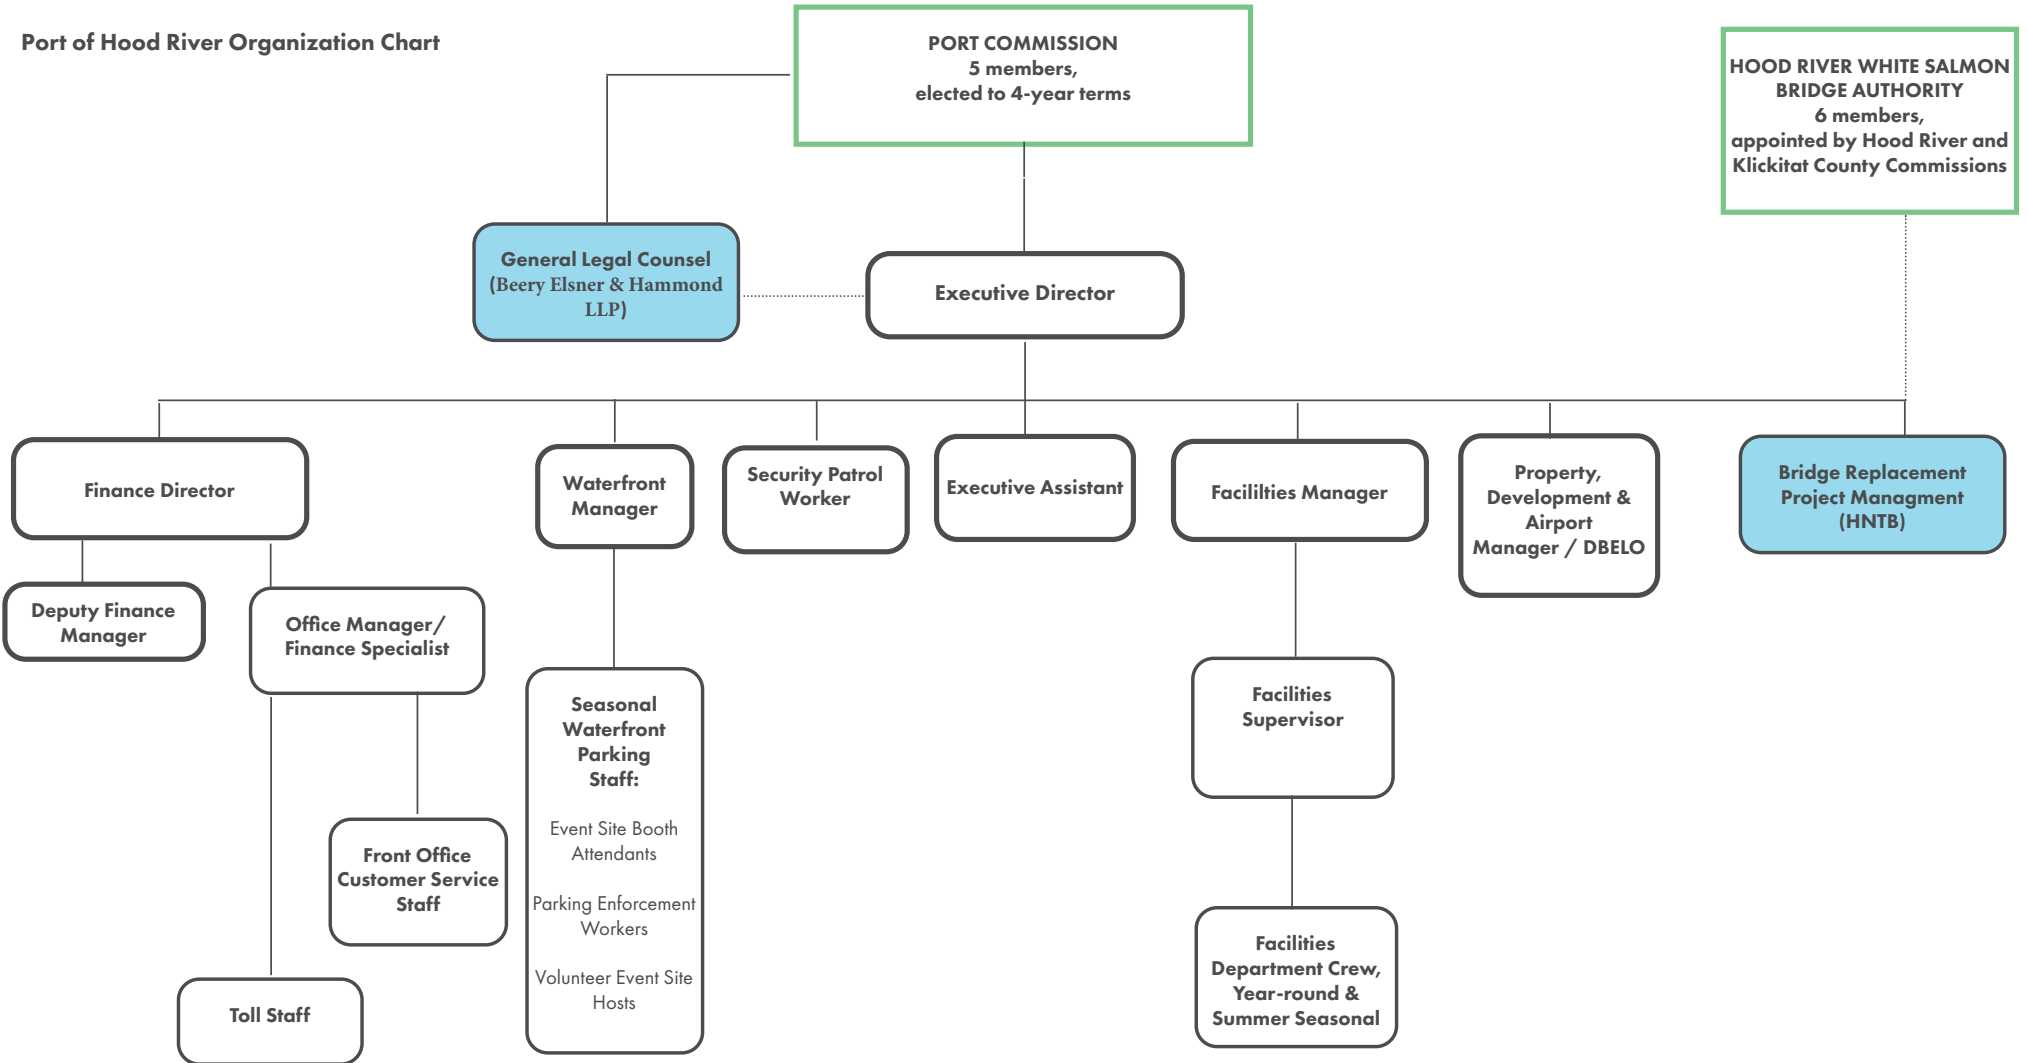 Port of Hood River Organization Chart
PORT COMMISSION
5 members,
elected to 4-year terms
HOOD RIVER WHITE SALMON
BRIDGE AUTHORITY
6 members,
appointed by Hood River and
Klickitat County Commissions
General Legal Counsel
(Beery Elsner & Hammond
LLP)
Executive Director
Finance Director
Waterfront
Manager
Security Patrol
Worker
Executive Assistant
Facililties Manager
Property,
Development &
Airport
Manager / DBELO
Bridge Replacement
Project Managment
(HNTB)
Deputy Finance
Manager
Office Manager/
Finance Specialist
Seasonal
Waterfront
Parking
Staff:
Event Site Booth
Attendants
Parking Enforcement
Workers
Volunteer Event Site
Hosts
Facilities
Supervisor
Front Office
Customer Service
Staff
Facilities
Department Crew,
Year-round &
Summer Seasonal
Toll Staff